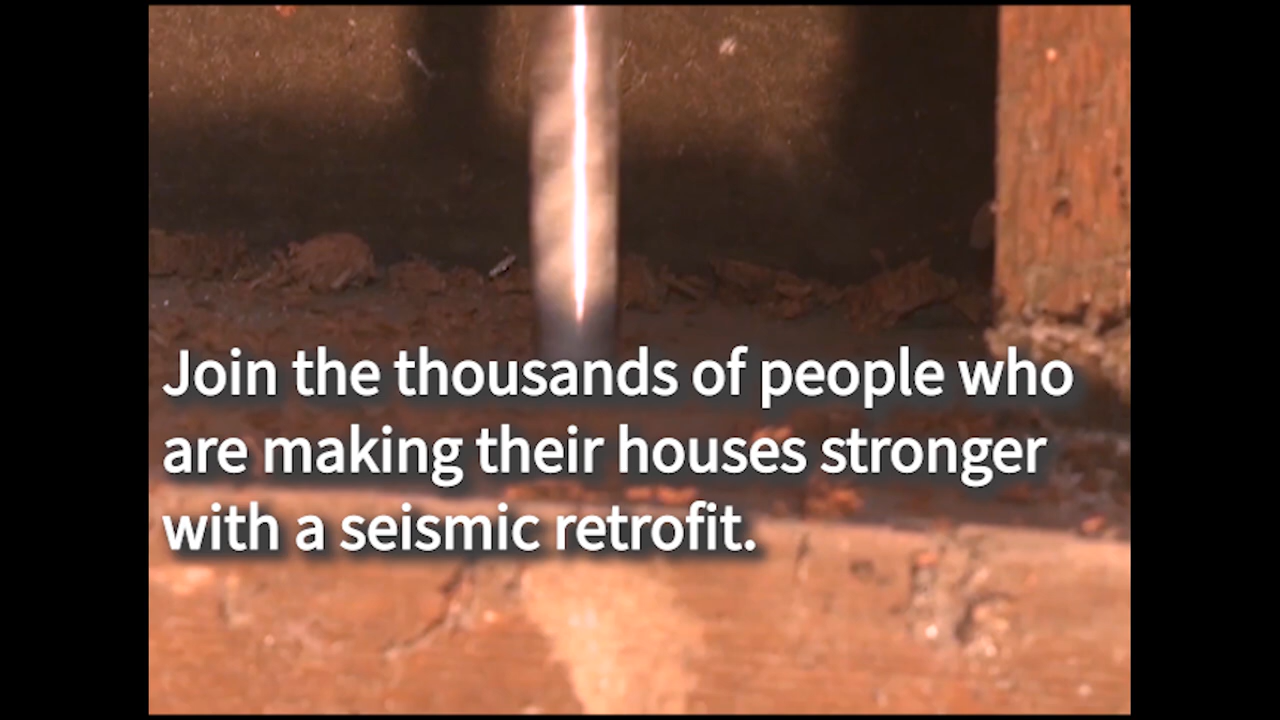 Join the thousands of people who
are making their houses stronger
with a seismic retrofit.